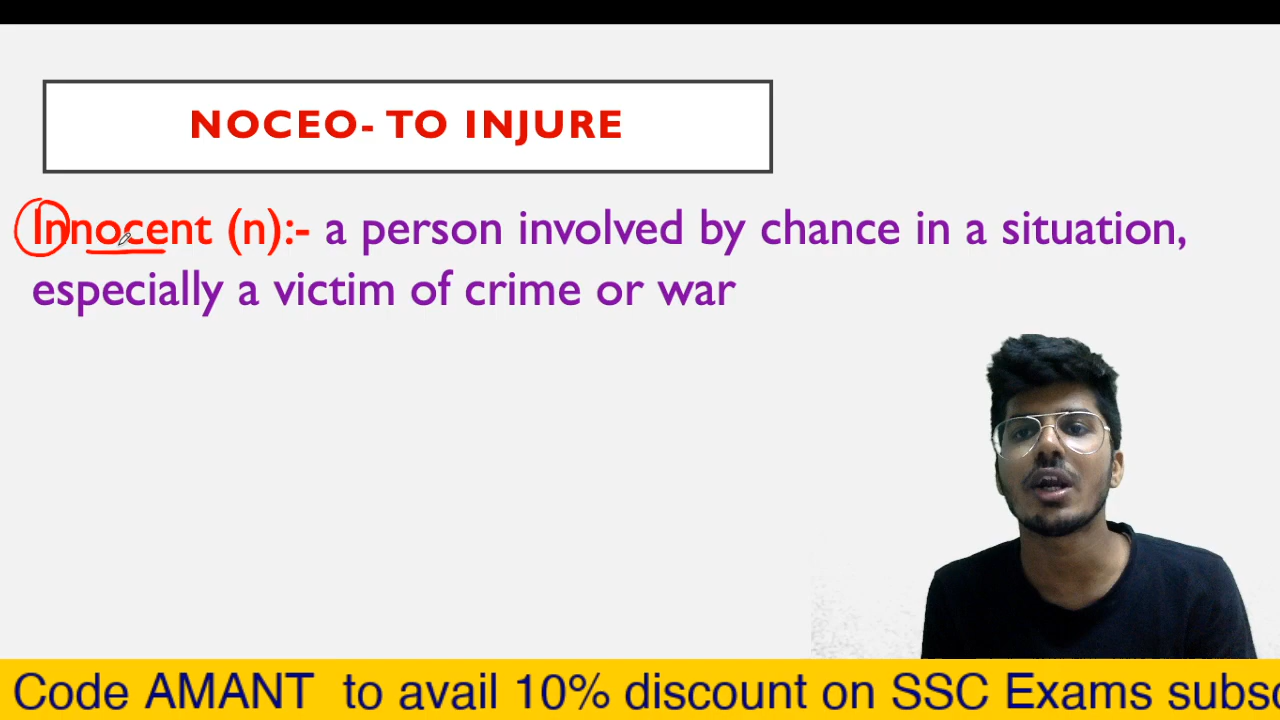 NOCEO- TO INJURE
Innocent (n):- a person involved by chance in a situation,
especially a victim of crime or war
Code AMANT to avail 10% discount on SSC Exams